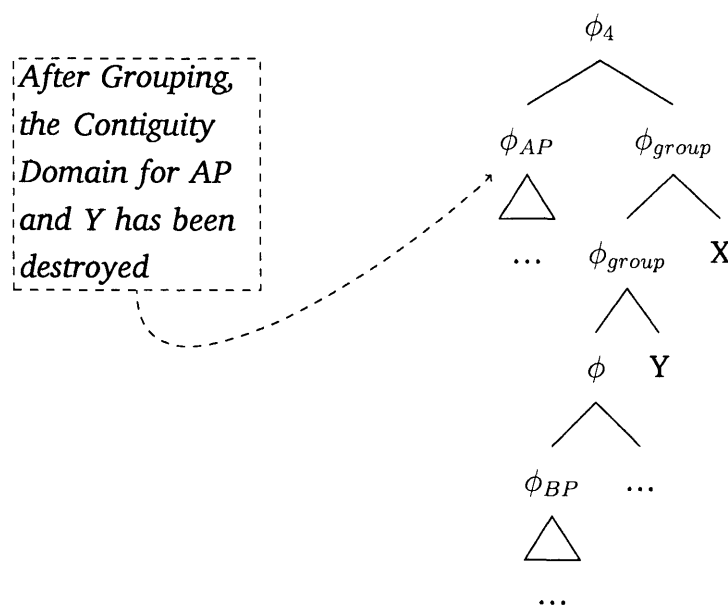 ϕ4
After Grouping,
the Contiguity
Domain for AP
and Y has been
destroyed
ϕAP ϕgroup
... ϕgroup X
ϕ Y
ϕBP ...
...